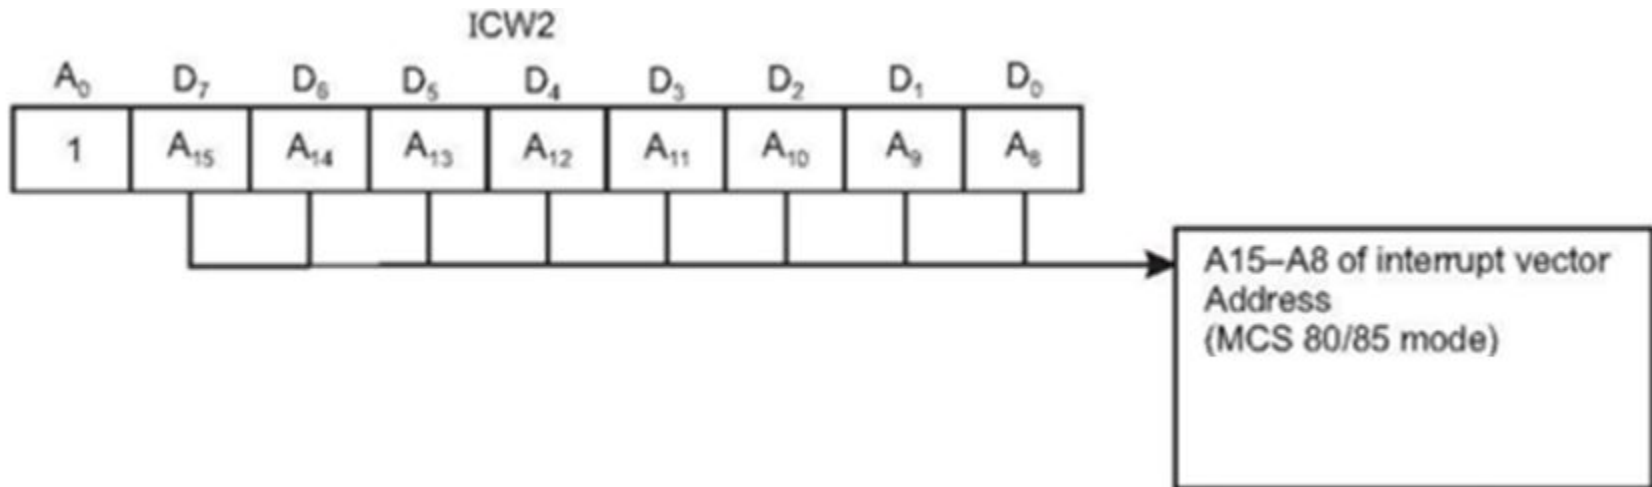 ICW2
A₀ D₇ D₆ D₅ D₄ D₃ D₂ D₁ D₀
1 A₁₅ A₁₄ A₁₃ A₁₂ A₁₁ A₁₀ A₉ A₈
A15–A8 of interrupt vector
Address
(MCS 80/85 mode)